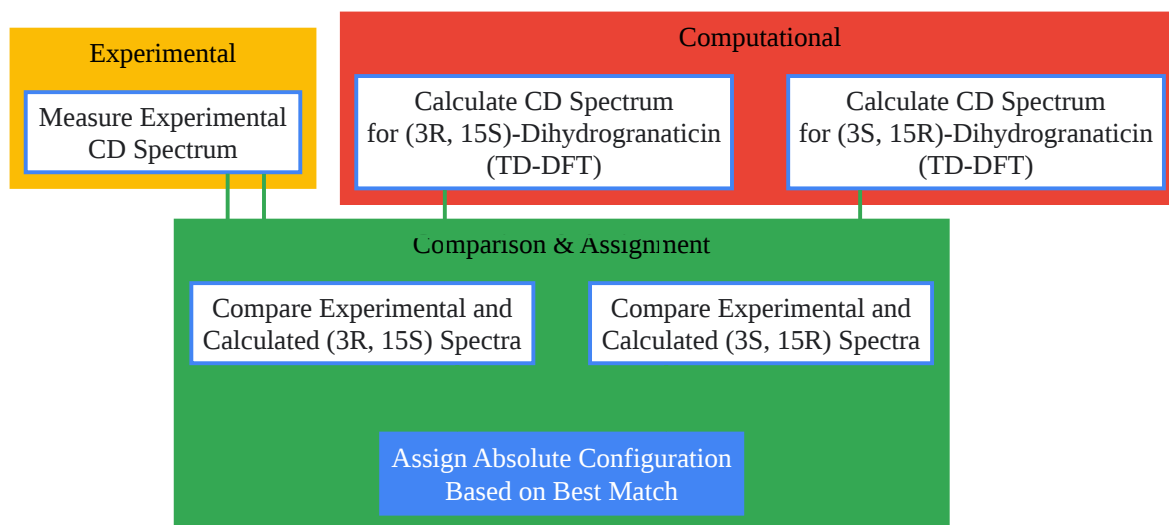 Experimental
Measure Experimental
CD Spectrum
Computational
Calculate CD Spectrum
for (3R, 15S)-Dihydrogranaticin
(TD-DFT)
Calculate CD Spectrum
for (3S, 15R)-Dihydrogranaticin
(TD-DFT)
Comparison & Assignment
Compare Experimental and
Calculated (3R, 15S) Spectra
Compare Experimental and
Calculated (3S, 15R) Spectra
Assign Absolute Configuration
Based on Best Match